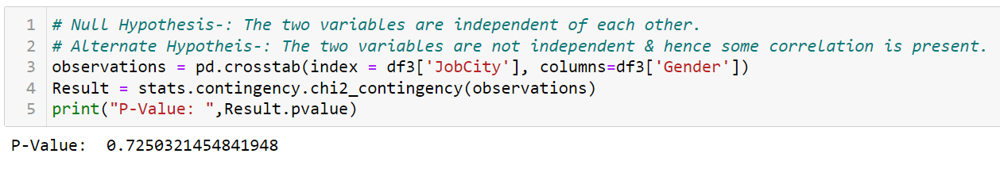 1 # Null Hypothesis-: The two variables are independent of each other.
2 # Alternate Hypotheis-: The two variables are not independent & hence some correlation is present.
3 observations = pd.crosstab(index = df3['JobCity'], columns=df3['Gender'])
4 Result = stats.contingency.chi2_contingency(observations)
5 print("P-Value: ",Result.pvalue)
P-Value:  0.7250321454841948